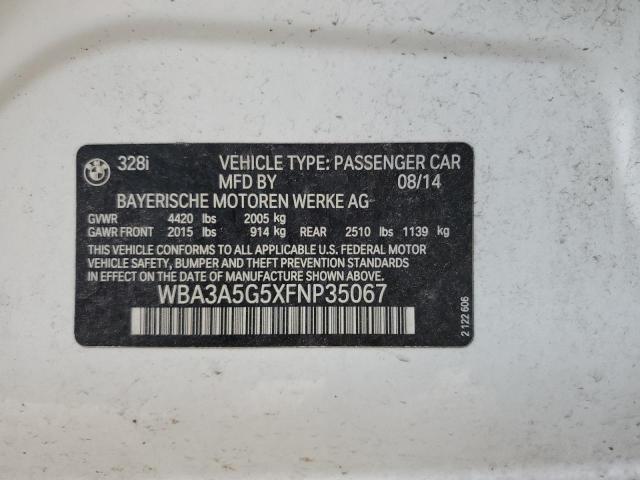 328i VEHICLE TYPE: PASSENGER CAR
MFD BY 08/14
BAYERISCHE MOTOREN WERKE AG
GVWR 4420 lbs 2005 kg
GAWR FRONT 2015 lbs 914 kg REAR 2510 lbs 1139 kg
THIS VEHICLE CONFORMS TO ALL APPLICABLE U.S. FEDERAL MOTOR
VEHICLE SAFETY, BUMPER AND THEFT PREVENTION STANDARDS IN
EFFECT ON THE DATE OF MANUFACTURE SHOWN ABOVE.
WBA3A5G5XFNP35067
2 122 606